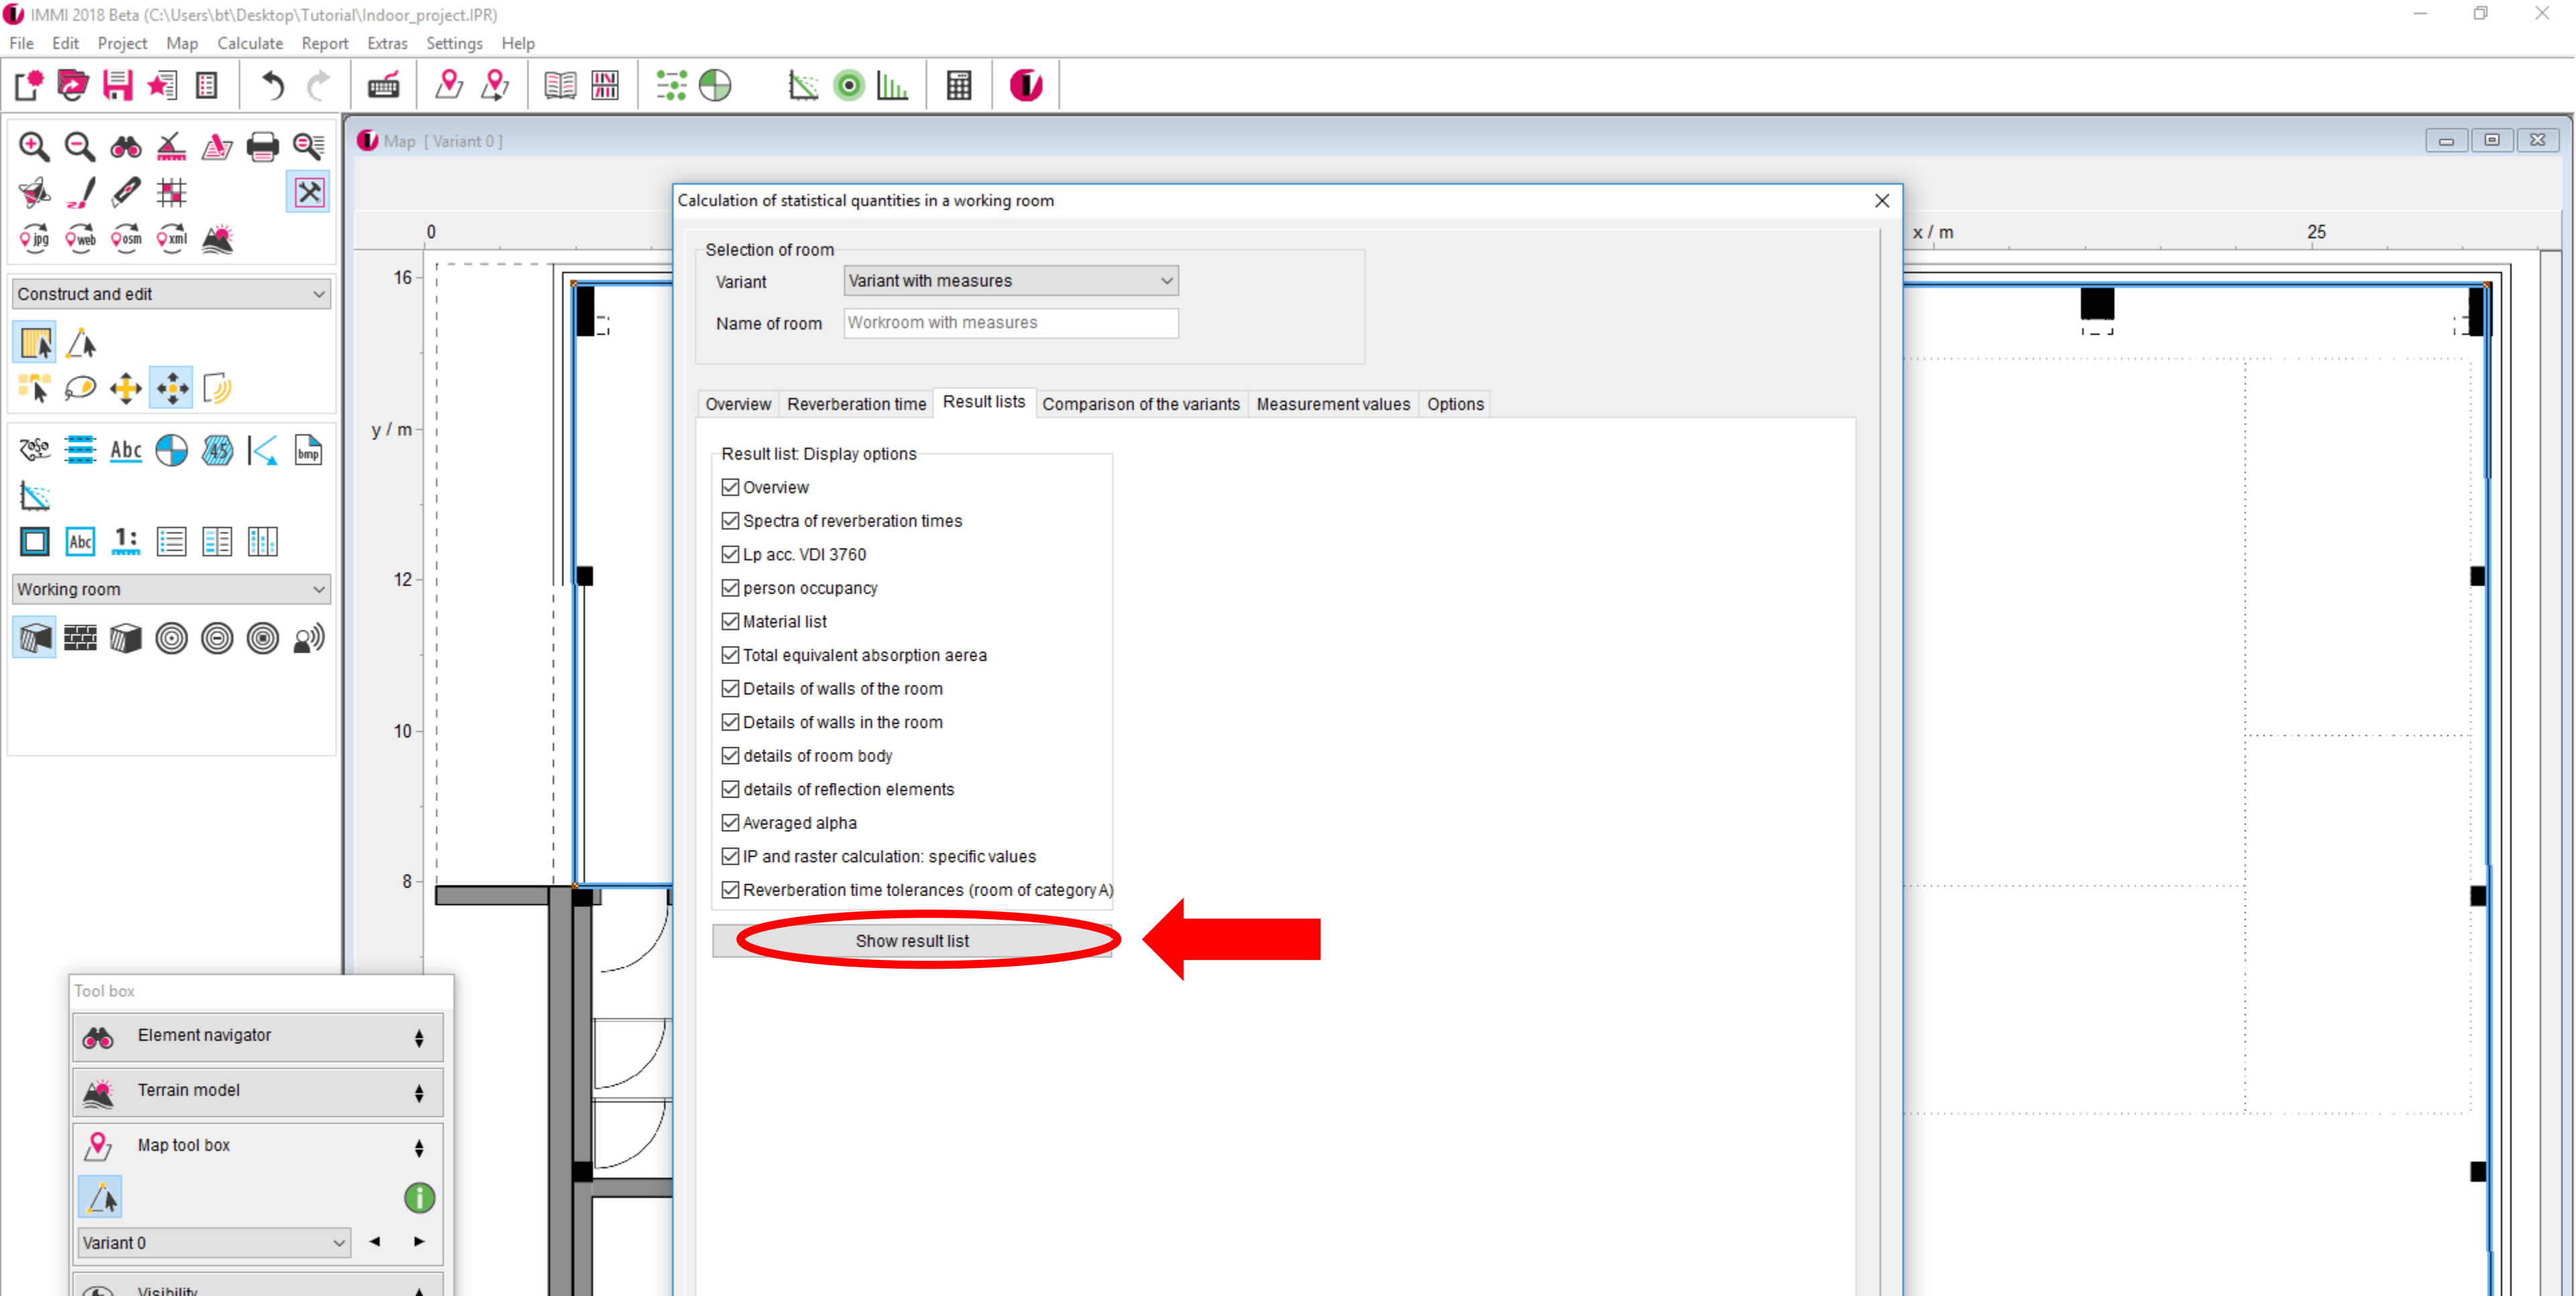 IMMI 2018 Beta (C:\Users\bt\Desktop\Tutorial\Indoor_project.IPR)
File Edit Project Map Calculate Report Extras Settings Help
Map [ Variant 0 ]
jpg web osm xml
Construct and edit
Abc 45 bmp
Abc 1:
Working room
0
x / m
25
16
y / m
12
10
8
Calculation of statistical quantities in a working room
Selection of room
Variant Variant with measures
Name of room Workroom with measures
Overview Reverberation time Result lists Comparison of the variants Measurement values Options
Result list: Display options
Overview
Spectra of reverberation times
Lp acc. VDI 3760
person occupancy
Material list
Total equivalent absorption aerea
Details of walls of the room
Details of walls in the room
details of room body
details of reflection elements
Averaged alpha
IP and raster calculation: specific values
Reverberation time tolerances (room of category A)
Show result list
Tool box
Element navigator
Terrain model
Map tool box
Variant 0
Visibility